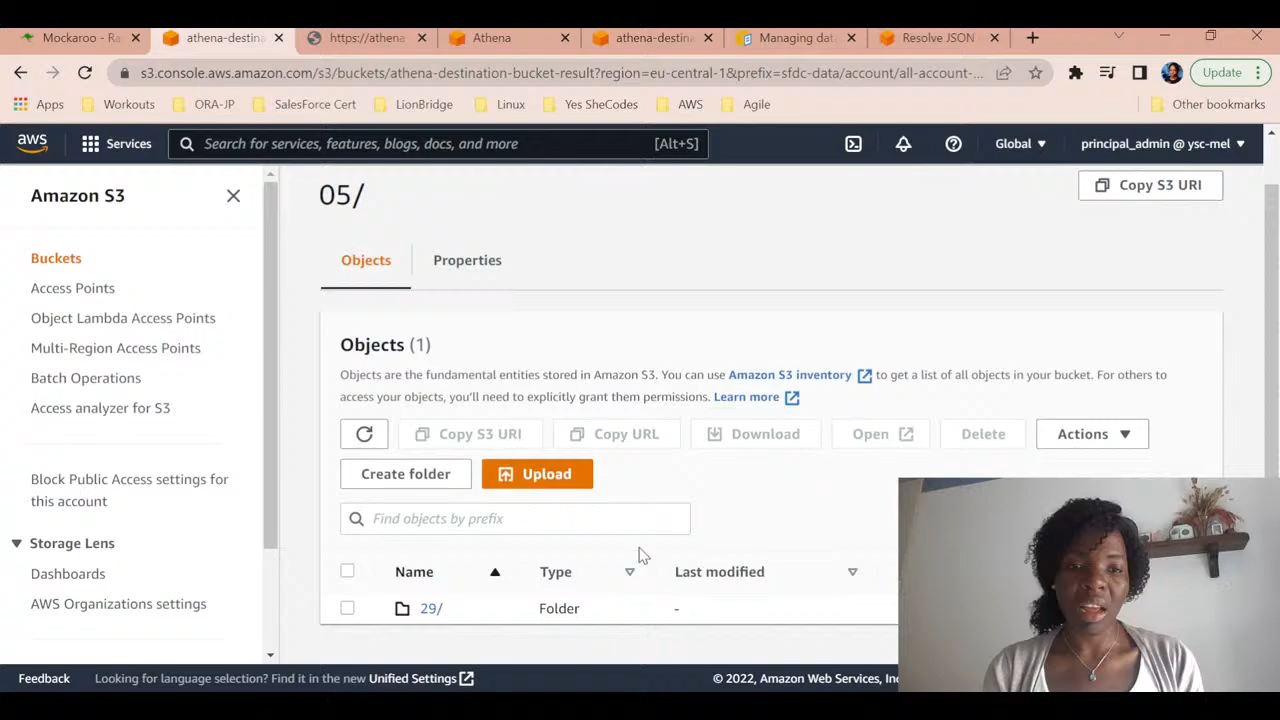 Mockaroo - Ra
athena-destinat
https://athena-
Athena
athena-destina
Managing data
Resolve JSON
s3.console.aws.amazon.com/s3/buckets/athena-destination-bucket-result?region=eu-central-1&prefix=sfdc-data/account/all-account-...
Update
Apps
Workouts
ORA-JP
SalesForce Cert
LionBridge
Linux
Yes SheCodes
AWS
Agile
Other bookmarks
aws
Services
Search for services, features, blogs, docs, and more
[Alt+S]
Global
principal_admin @ ysc-mel
Amazon S3
Buckets
Access Points
Object Lambda Access Points
Multi-Region Access Points
Batch Operations
Access analyzer for S3
Block Public Access settings for
this account
Storage Lens
Dashboards
AWS Organizations settings
05/
Copy S3 URI
Objects
Properties
Objects (1)
Objects are the fundamental entities stored in Amazon S3. You can use Amazon S3 inventory to get a list of all objects in your bucket. For others to
access your objects, you'll need to explicitly grant them permissions. Learn more
Copy S3 URI
Copy URL
Download
Open
Delete
Actions
Create folder
Upload
Find objects by prefix
Name
Type
Last modified
29/
Folder
-
Feedback
Looking for language selection? Find it in the new Unified Settings
© 2022, Amazon Web Services, In